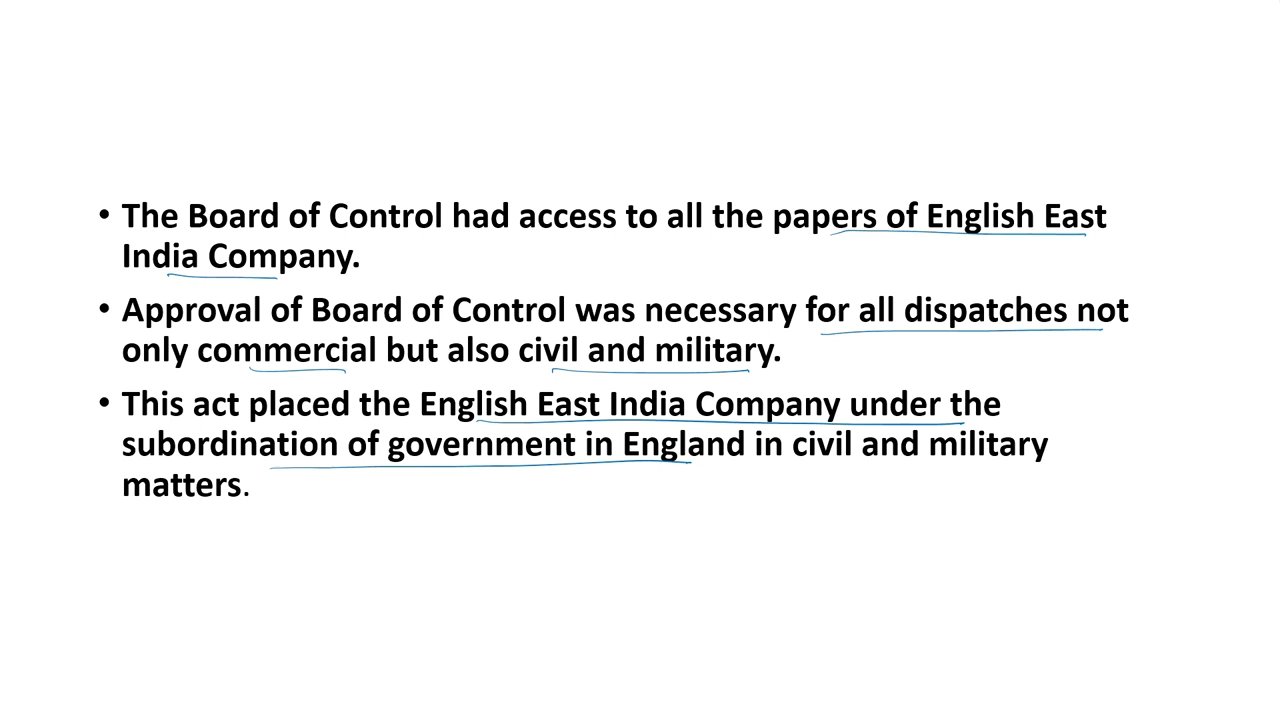 • The Board of Control had access to all the papers of English East
India Company.
• Approval of Board of Control was necessary for all dispatches not
only commercial but also civil and military.
• This act placed the English East India Company under the
subordination of government in England in civil and military
matters.